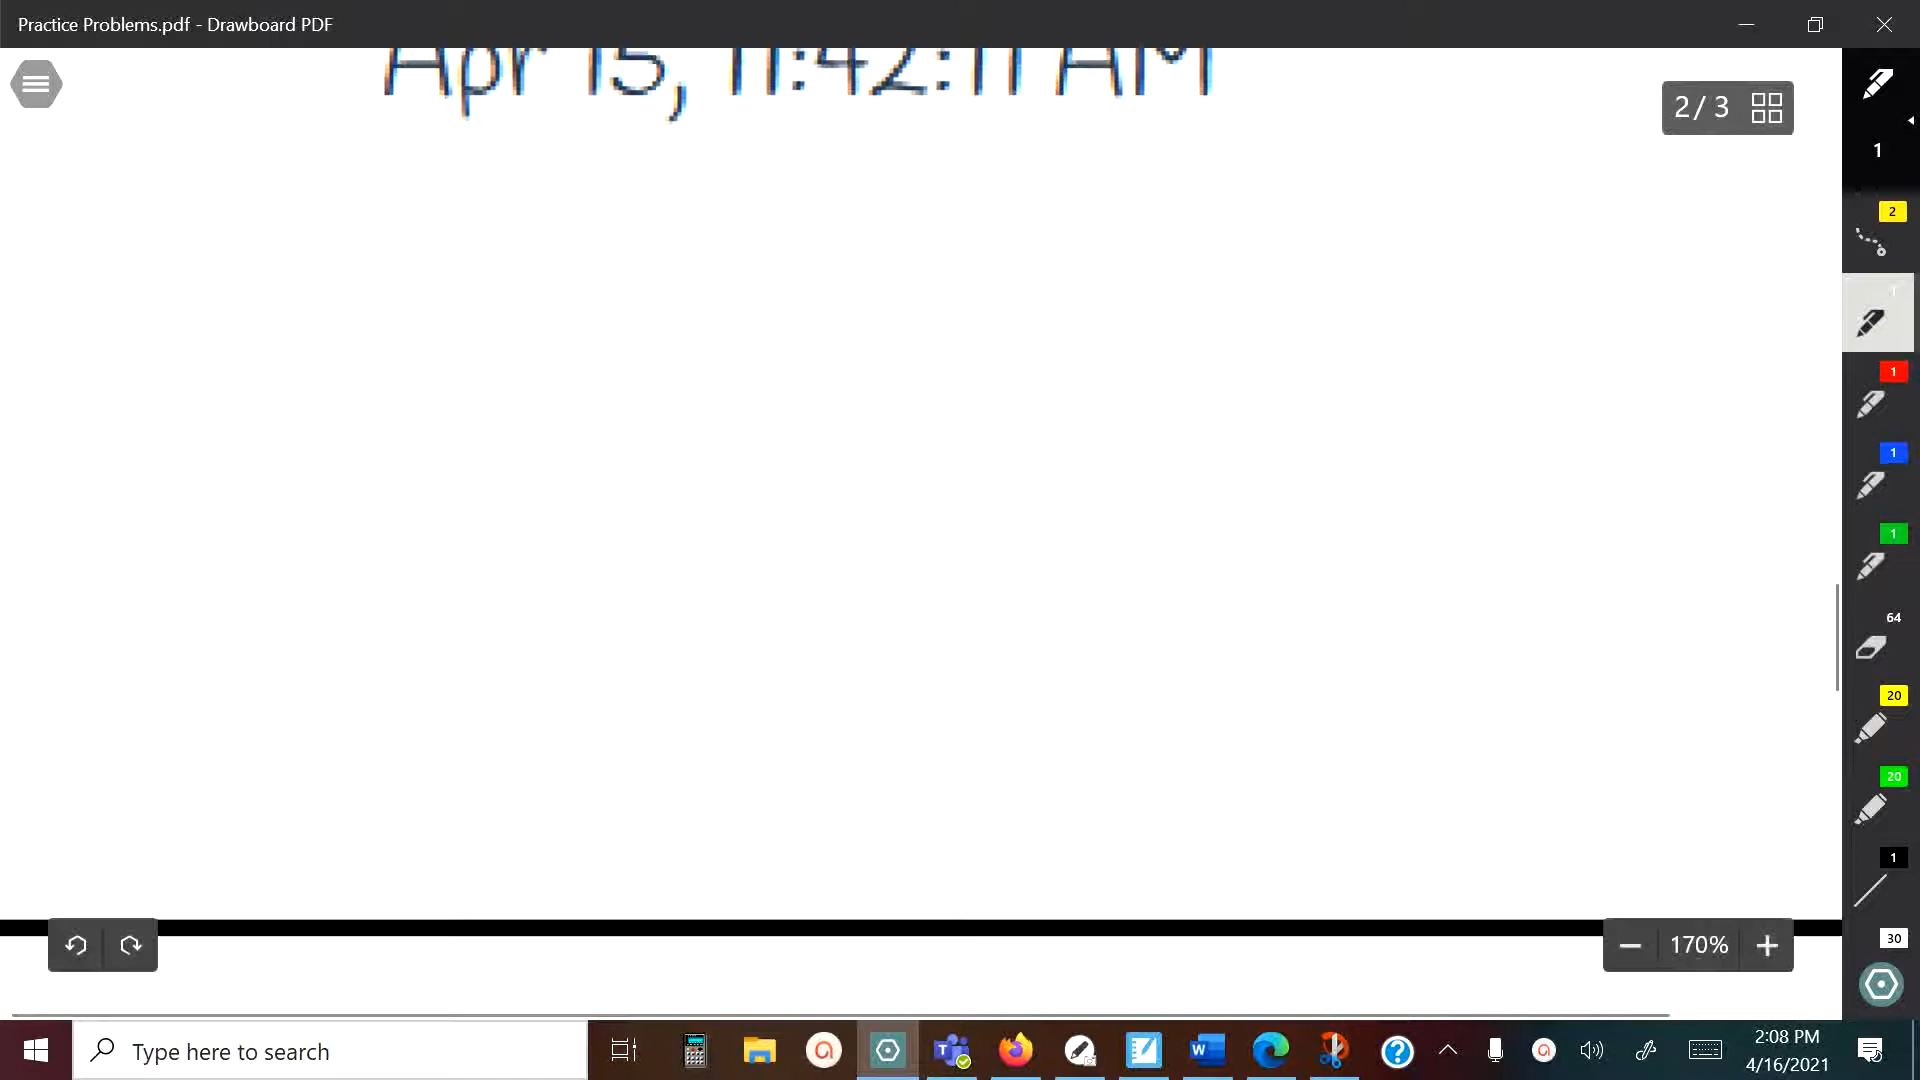 Practice Problems.pdf - Drawboard PDF
Apr 15, 11:42:11 AM
2 / 3
1
2
1
1
1
1
64
20
20
1
30
170%
Type here to search
2:08 PM
4/16/2021